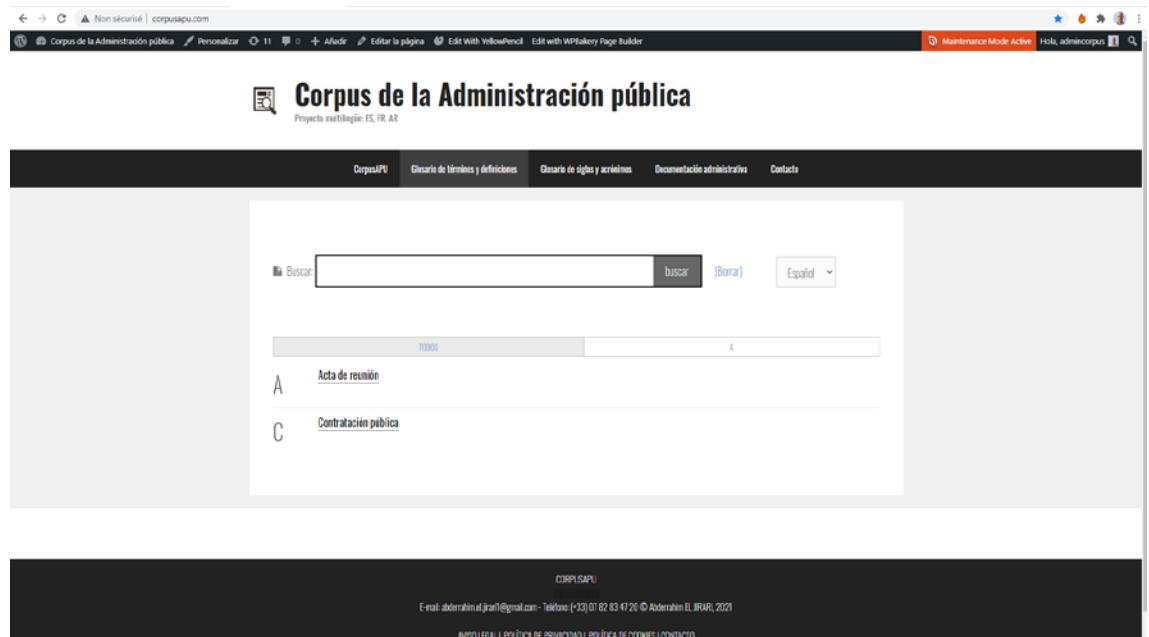 Non sécurisé | corpusapu.com
Corpus de la Administración pública Personalizar 11 0 Añadir Editar la página Edit With YellowPencil Edit with WPBakery Page Builder Maintenance Mode Active Hola, admincorpus
Corpus de la Administración pública
Proyecto multilingüe: ES, FR, AR
CorpusAPU Glosario de términos y definiciones Glosario de siglas y acrónimos Documentación administrativa Contacto
Buscar: buscar (Borrar) Español
TODOS A
A Acta de reunión
C Contratación pública
CORPUSAPU
E-mail: abderrahim.el.jirari1@gmail.com - Teléfono: (+33) 07 82 83 47 20 © Abderrahim EL JIRARI, 2021
AVISO LEGAL | POLÍTICA DE PRIVACIDAD | POLÍTICA DE COOKIES | CONTACTO